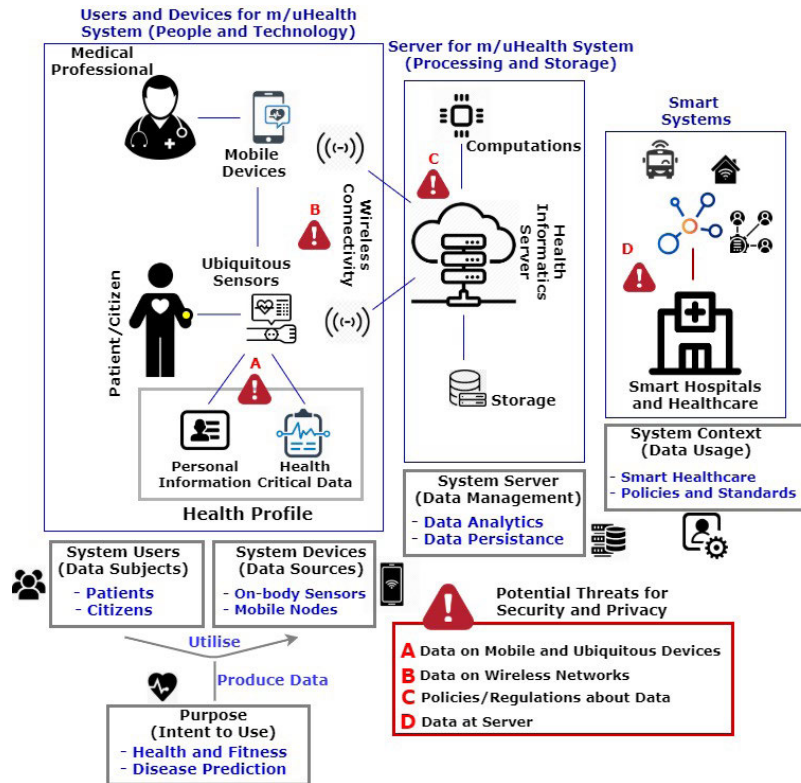 Users and Devices for m/uHealth
System (People and Technology)
Medical
Professional
Mobile
Devices
B
Wireless
Connectivity
Ubiquitous
Sensors
Patient/Citizen
A
Personal
Information
Health
Critical Data
Health Profile
Server for m/uHealth System
(Processing and Storage)
Computations
C
Health
Informatics
Server
Storage
Smart
Systems
D
Smart Hospitals
and Healthcare
System Context
(Data Usage)
- Smart Healthcare
- Policies and Standards
System Server
(Data Management)
- Data Analytics
- Data Persistance
System Users
(Data Subjects)
- Patients
- Citizens
System Devices
(Data Sources)
- On-body Sensors
- Mobile Nodes
Utilise
Produce Data
Purpose
(Intent to Use)
- Health and Fitness
- Disease Prediction
Potential Threats for
Security and Privacy
A Data on Mobile and Ubiquitous Devices
B Data on Wireless Networks
C Policies/Regulations about Data
D Data at Server